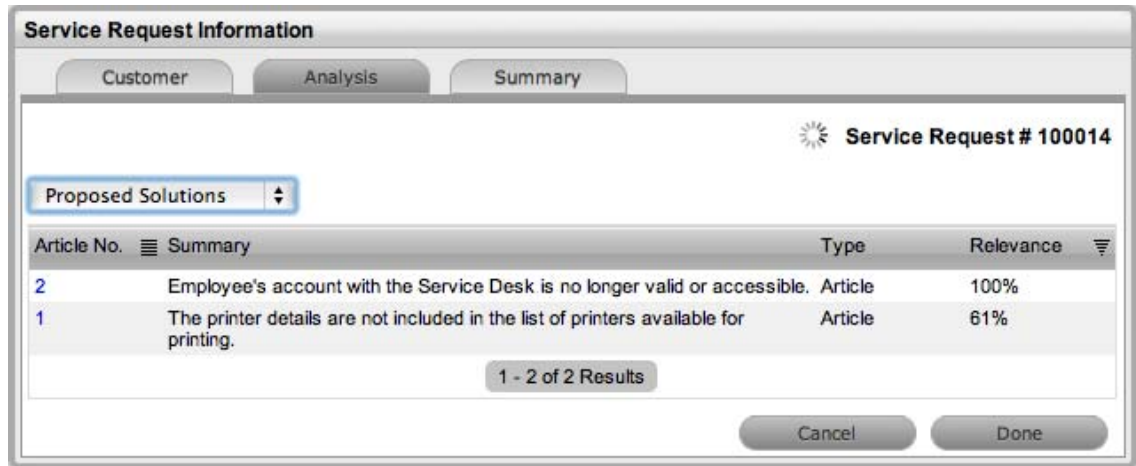 Service Request Information
Customer Analysis Summary
Service Request # 100014
Proposed Solutions
Article No. Summary Type Relevance
2 Employee's account with the Service Desk is no longer valid or accessible. Article 100%
1 The printer details are not included in the list of printers available for Article 61%
printing.
1 - 2 of 2 Results
Cancel Done